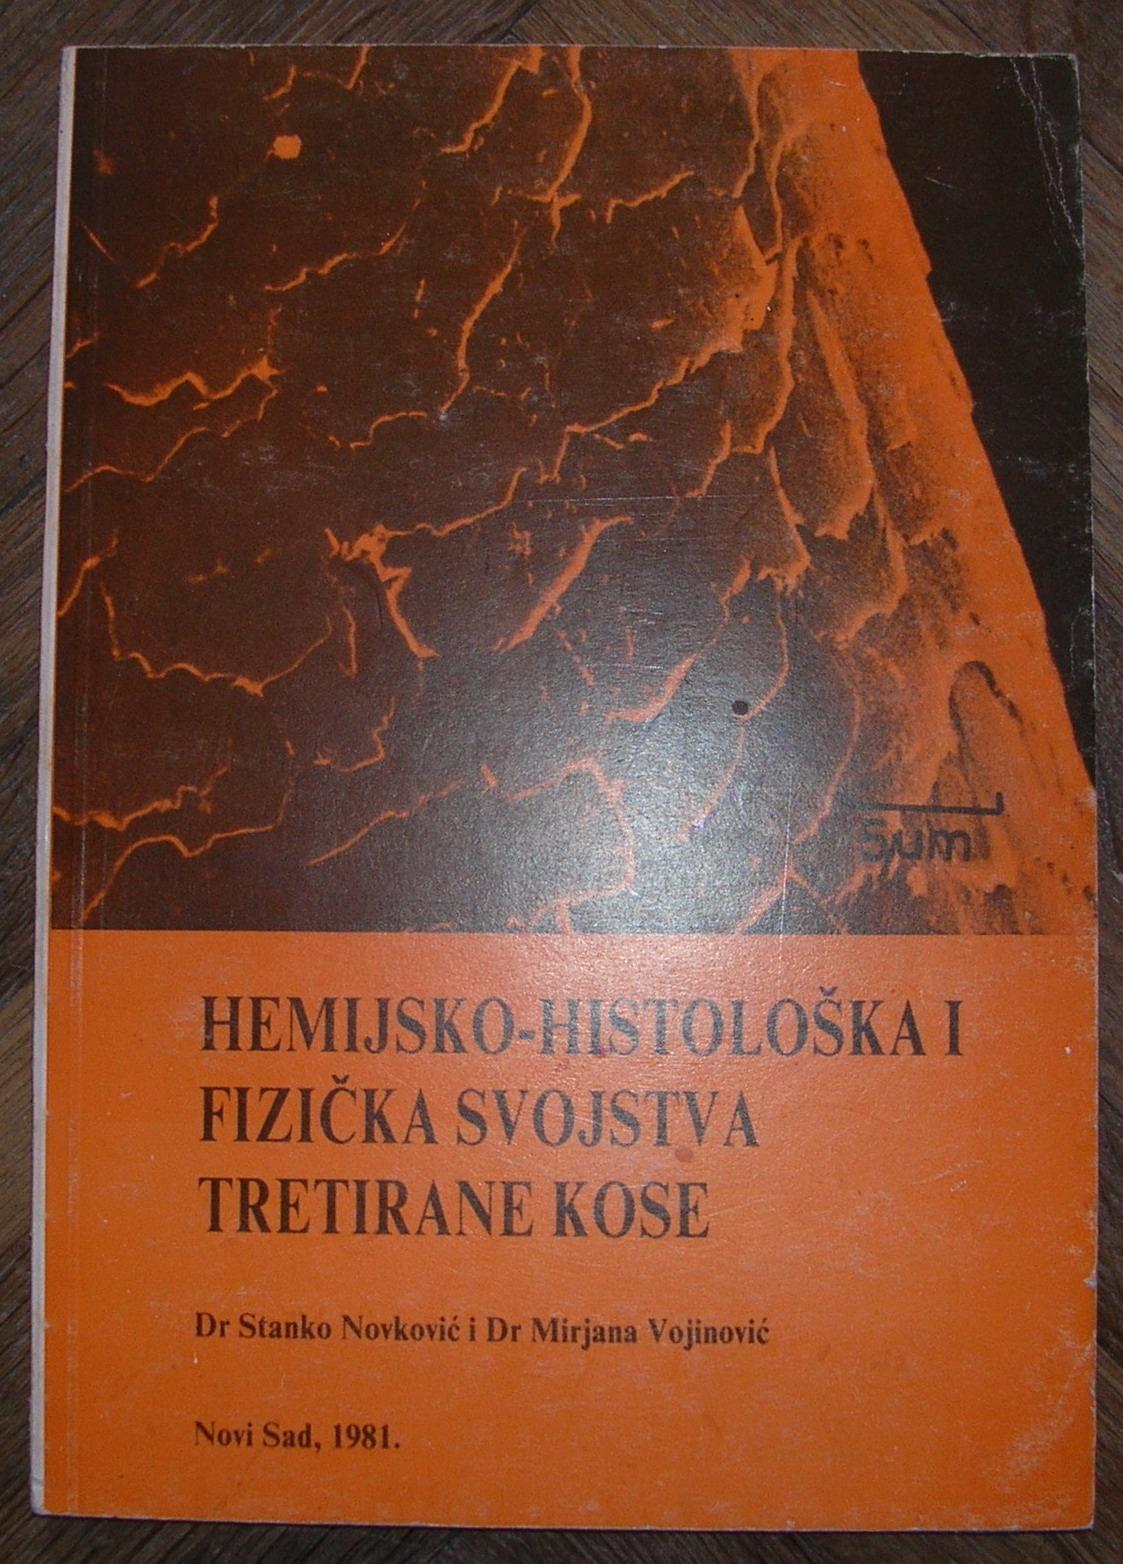 5µm
HEMIJSKO-HISTOLOŠKA I
FIZIČKA SVOJSTVA
TRETIRANE KOSE
Dr Stanko Novković i Dr Mirjana Vojinović
Novi Sad, 1981.